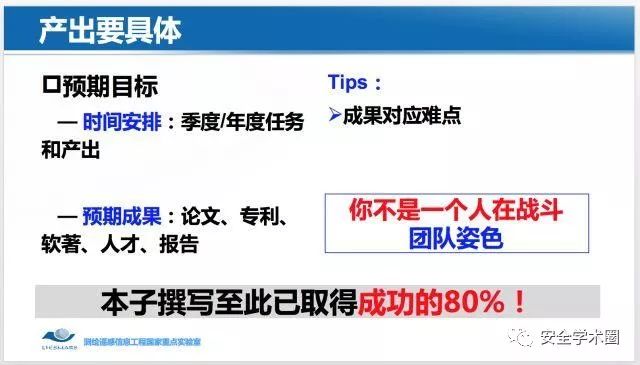 产出要具体
口预期目标
— 时间安排：季度/年度任务
和产出
— 预期成果：论文、专利、
软著、人才、报告
Tips：
➢成果对应难点
你不是一个人在战斗
团队姿色
本子撰写至此已取得成功的80%！
LIESMARS
测绘遥感信息工程国家重点实验室
安全学术圈